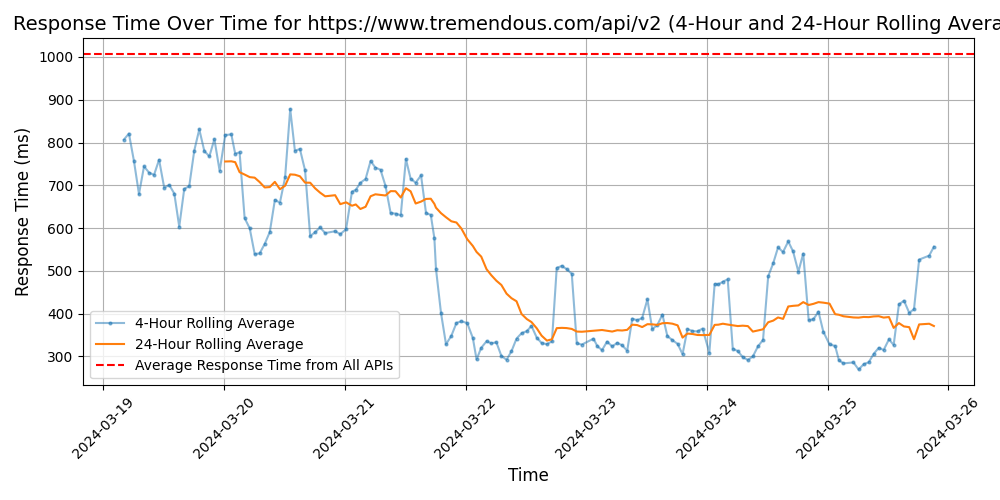 Response Time Over Time for https://www.tremendous.com/api/v2 (4-Hour and 24-Hour Rolling Avera
Response Time (ms)
1000
900
800
700
600
500
400
300
4-Hour Rolling Average
24-Hour Rolling Average
Average Response Time from All APIs
2024-03-19
2024-03-20
2024-03-21
2024-03-22
2024-03-23
2024-03-24
2024-03-25
2024-03-26
Time